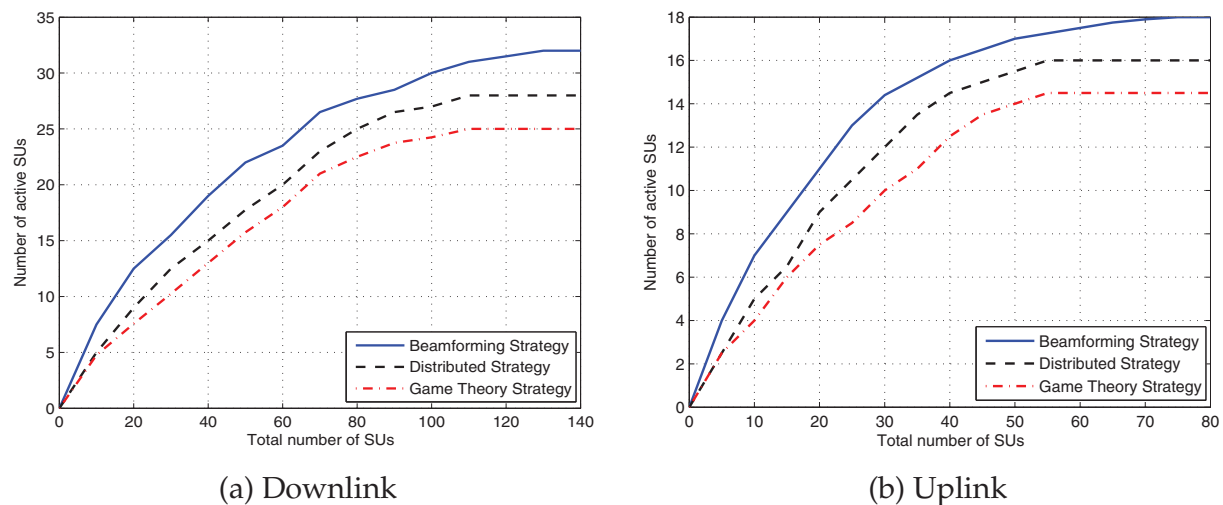 35
30
25
20
15
10
5
0
Number of active SUs
0 20 40 60 80 100 120 140
Total number of SUs
Beamforming Strategy
Distributed Strategy
Game Theory Strategy
(a) Downlink
18
16
14
12
10
8
6
4
2
0
Number of active SUs
0 10 20 30 40 50 60 70 80
Total number of SUs
Beamforming Strategy
Distributed Strategy
Game Theory Strategy
(b) Uplink